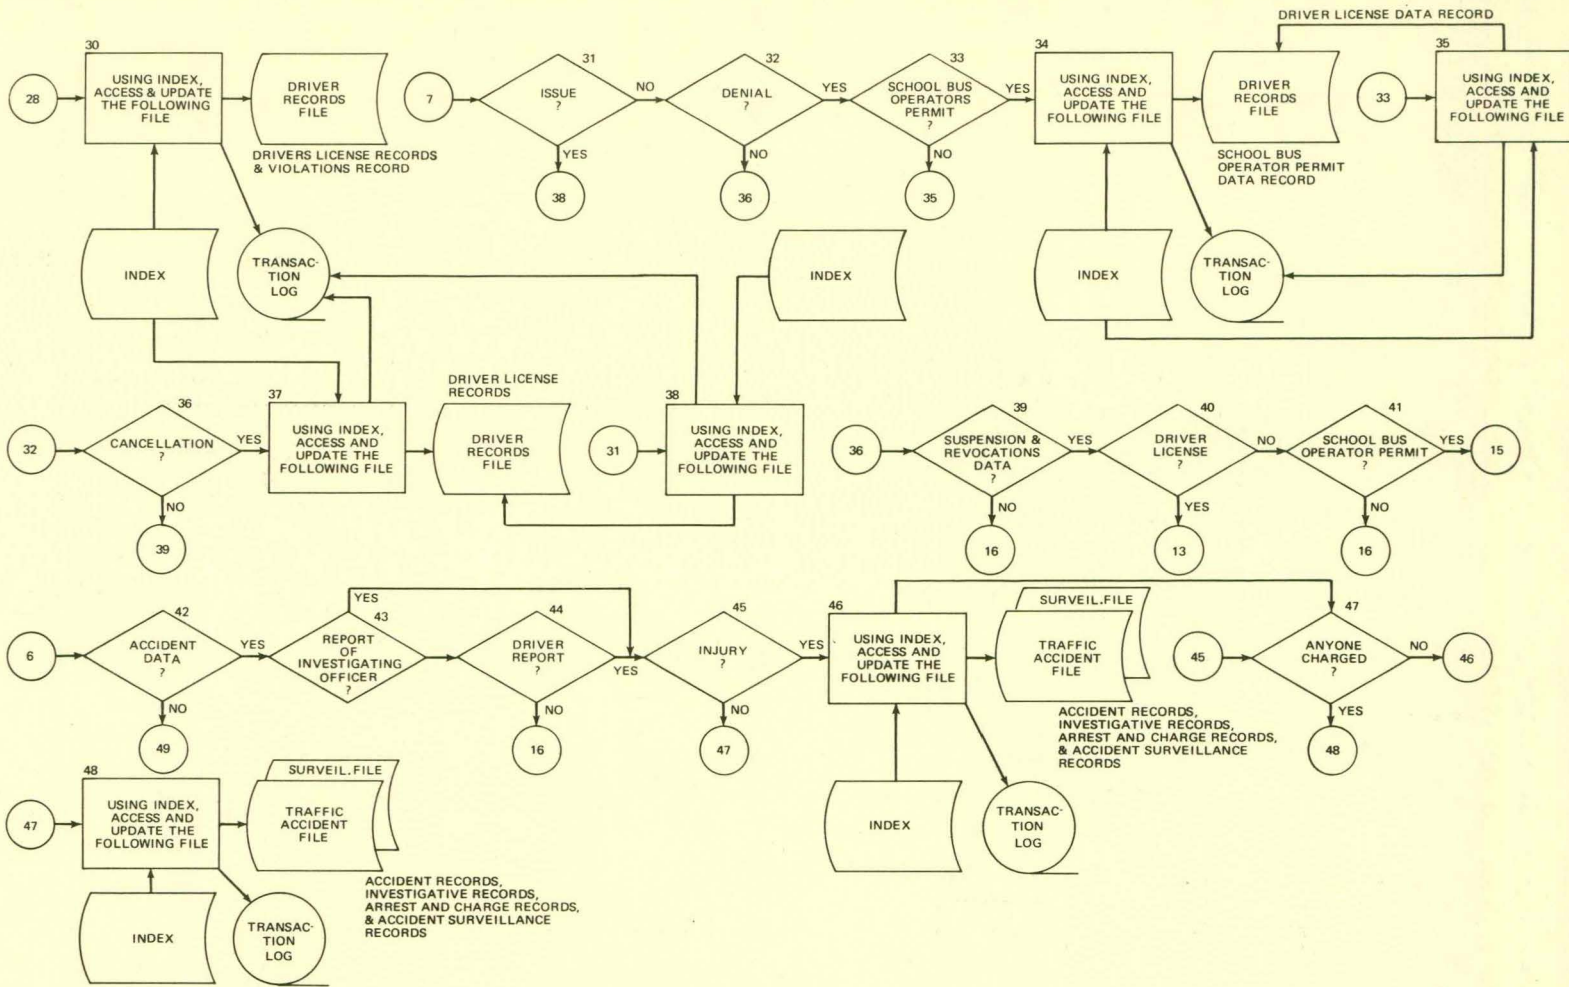 DRIVER LICENSE DATA RECORD
30
USING INDEX,
ACCESS & UPDATE
THE FOLLOWING
FILE
28
DRIVER
RECORDS
FILE
DRIVERS LICENSE RECORDS
& VIOLATIONS RECORD
7
31
ISSUE
?
NO
YES
38
32
DENIAL
?
YES
NO
36
33
SCHOOL BUS
OPERATORS
PERMIT
?
YES
NO
35
34
USING INDEX,
ACCESS AND
UPDATE THE
FOLLOWING FILE
DRIVER
RECORDS
FILE
SCHOOL BUS
OPERATOR PERMIT
DATA RECORD
33
35
USING INDEX,
ACCESS AND
UPDATE THE
FOLLOWING FILE
INDEX
TRANSAC-
TION
LOG
INDEX
INDEX
TRANSAC-
TION
LOG
32
36
CANCELLATION
?
YES
NO
39
37
USING INDEX,
ACCESS AND
UPDATE THE
FOLLOWING FILE
DRIVER LICENSE
RECORDS
DRIVER
RECORDS
FILE
31
38
USING INDEX,
ACCESS AND
UPDATE THE
FOLLOWING FILE
36
39
SUSPENSION &
REVOCATIONS
DATA
?
YES
NO
16
40
DRIVER
LICENSE
?
NO
YES
13
41
SCHOOL BUS
OPERATOR PERMIT
?
YES
15
NO
16
6
42
ACCIDENT
DATA
?
YES
NO
49
YES
43
REPORT
OF
INVESTIGATING
OFFICER
?
44
DRIVER
REPORT
?
YES
NO
16
45
INJURY
?
YES
NO
47
46
USING INDEX,
ACCESS AND
UPDATE THE
FOLLOWING FILE
SURVEIL.FILE
TRAFFIC
ACCIDENT
FILE
ACCIDENT RECORDS,
INVESTIGATIVE RECORDS,
ARREST AND CHARGE RECORDS,
& ACCIDENT SURVEILLANCE
RECORDS
45
47
ANYONE
CHARGED
?
NO
46
YES
48
INDEX
TRANSAC-
TION
LOG
47
48
USING INDEX,
ACCESS AND
UPDATE THE
FOLLOWING FILE
SURVEIL.FILE
TRAFFIC
ACCIDENT
FILE
ACCIDENT RECORDS,
INVESTIGATIVE RECORDS,
ARREST AND CHARGE RECORDS,
& ACCIDENT SURVEILLANCE
RECORDS
INDEX
TRANSAC-
TION
LOG